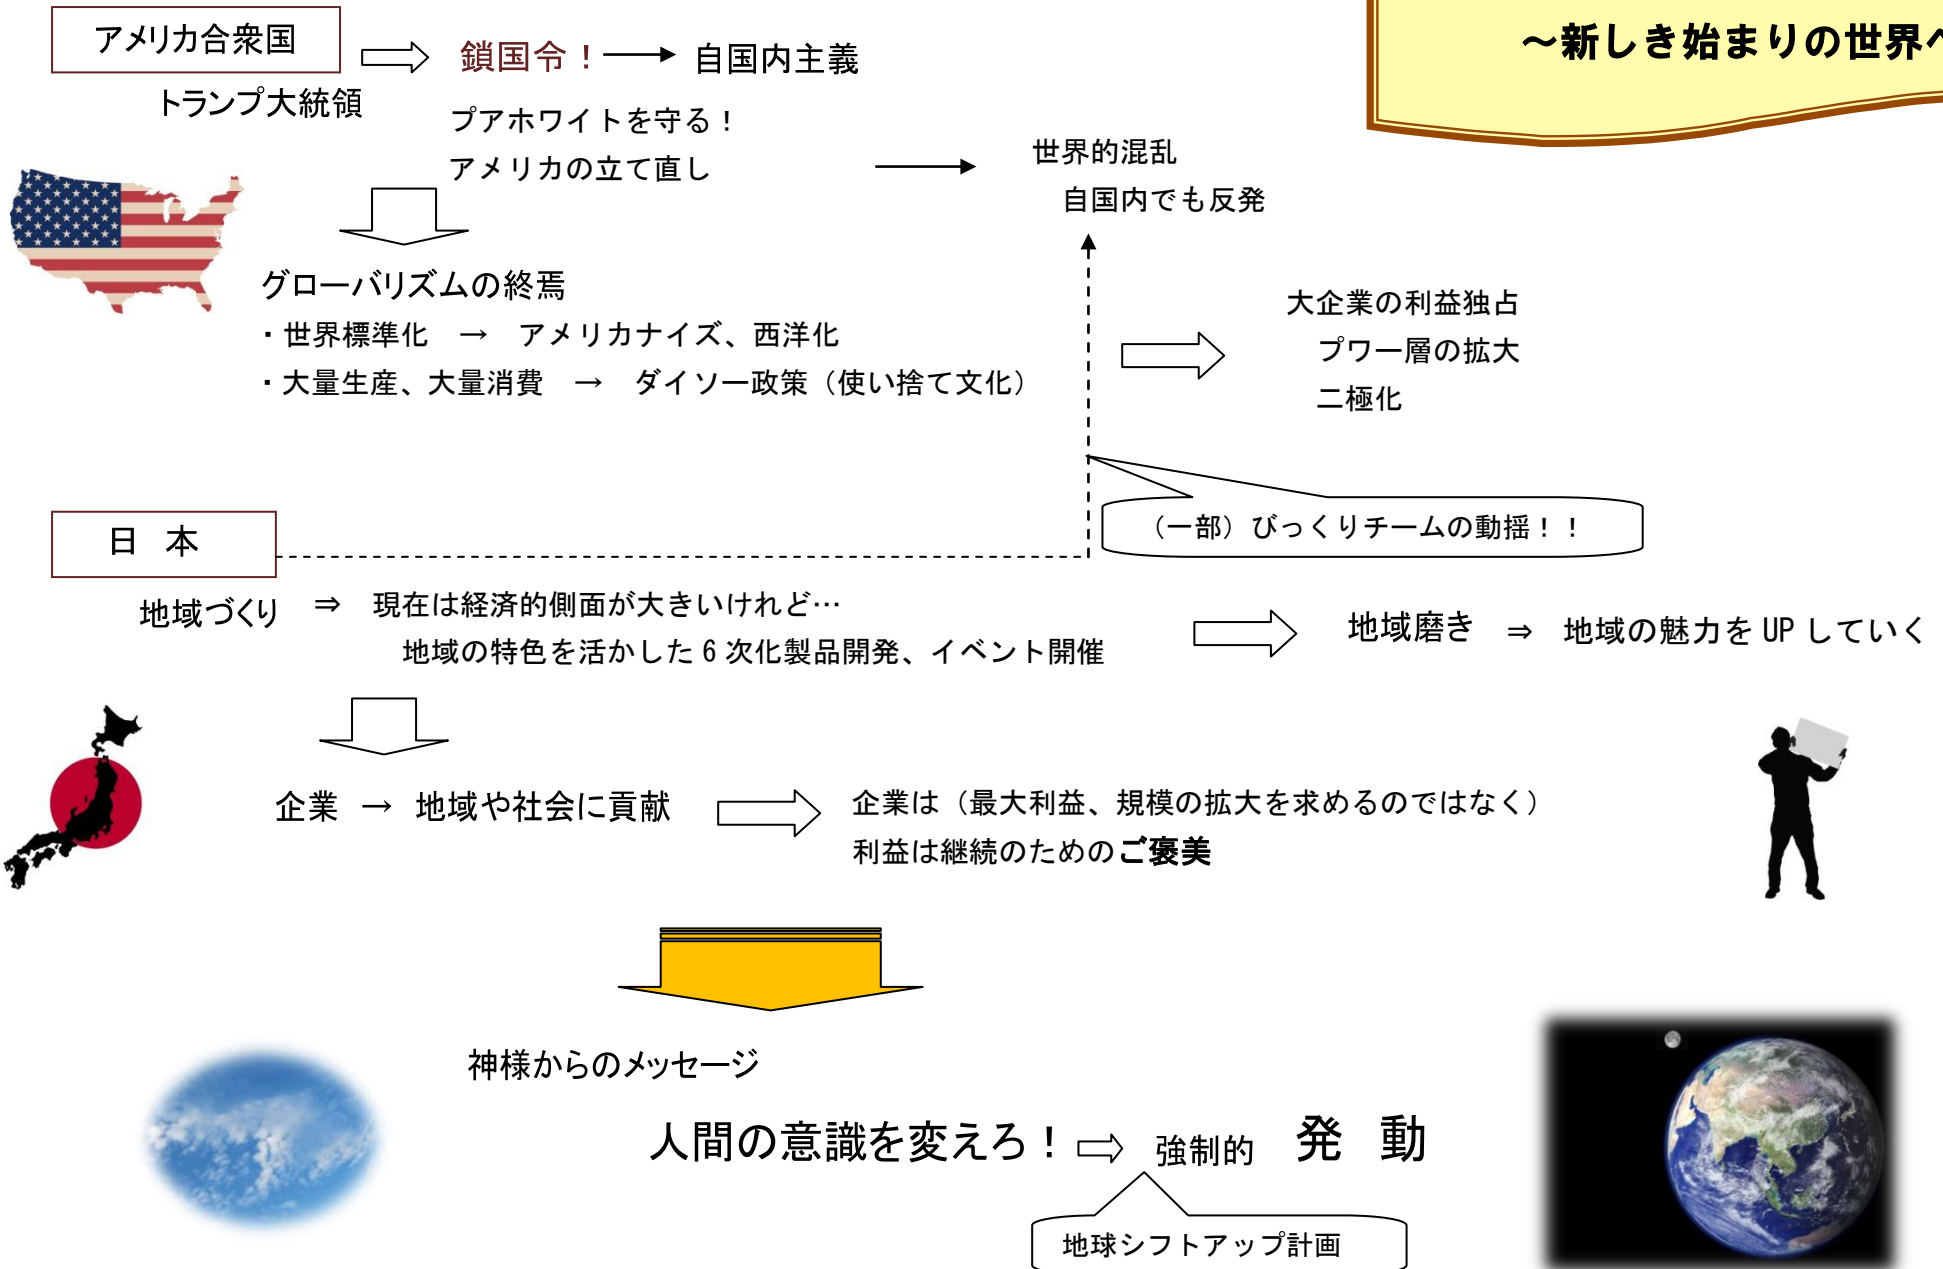 ～新しき始まりの世界へ
アメリカ合衆国
鎖国令！
自国内主義
トランプ大統領
プアホワイトを守る！
アメリカの立て直し
世界的混乱
自国内でも反発
グローバリズムの終焉
・世界標準化 → アメリカナイズ、西洋化
・大量生産、大量消費 → ダイソー政策（使い捨て文化）
大企業の利益独占
プワー層の拡大
二極化
（一部）びっくりチームの動揺！！
日 本
地域づくり ⇒ 現在は経済的側面が大きいけれど…
地域の特色を活かした6次化製品開発、イベント開催
地域磨き ⇒ 地域の魅力をUPしていく
企業 → 地域や社会に貢献
企業は（最大利益、規模の拡大を求めるのではなく）
利益は継続のためのご褒美
神様からのメッセージ
人間の意識を変えろ！
強制的 発 動
地球シフトアップ計画